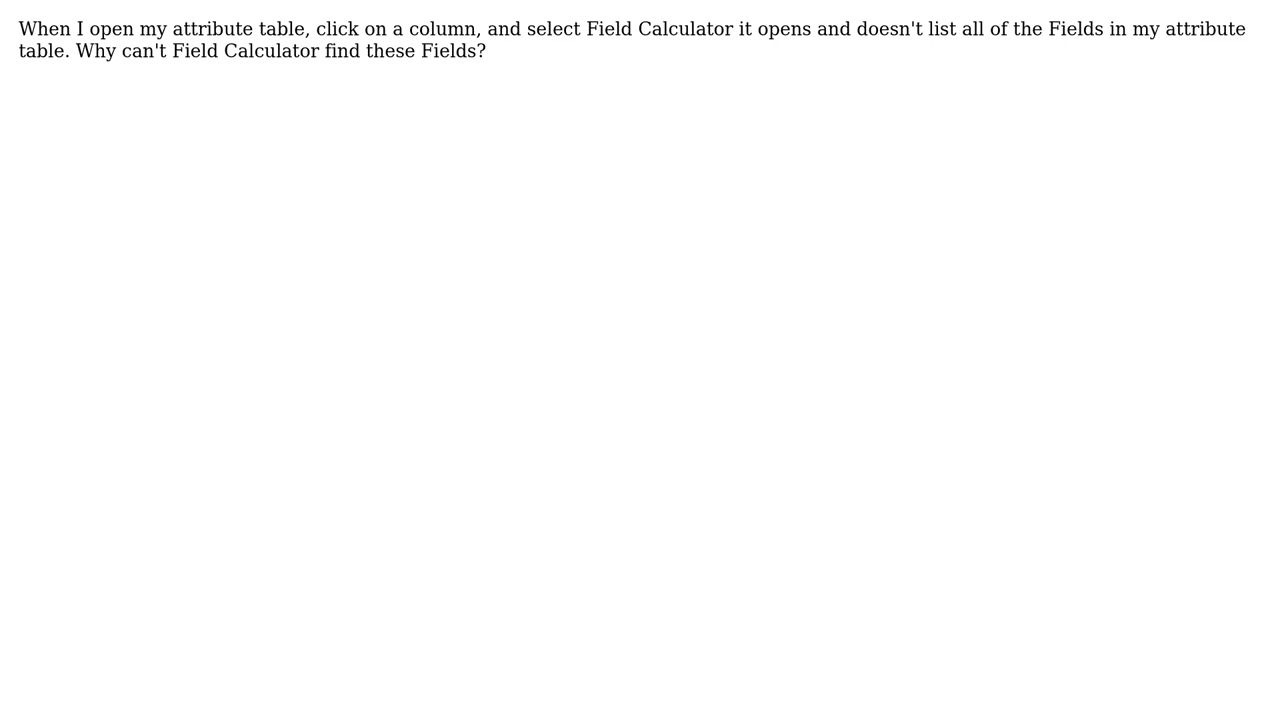 When I open my attribute table, click on a column, and select Field Calculator it opens and doesn't list all of the Fields in my attribute
table. Why can't Field Calculator find these Fields?